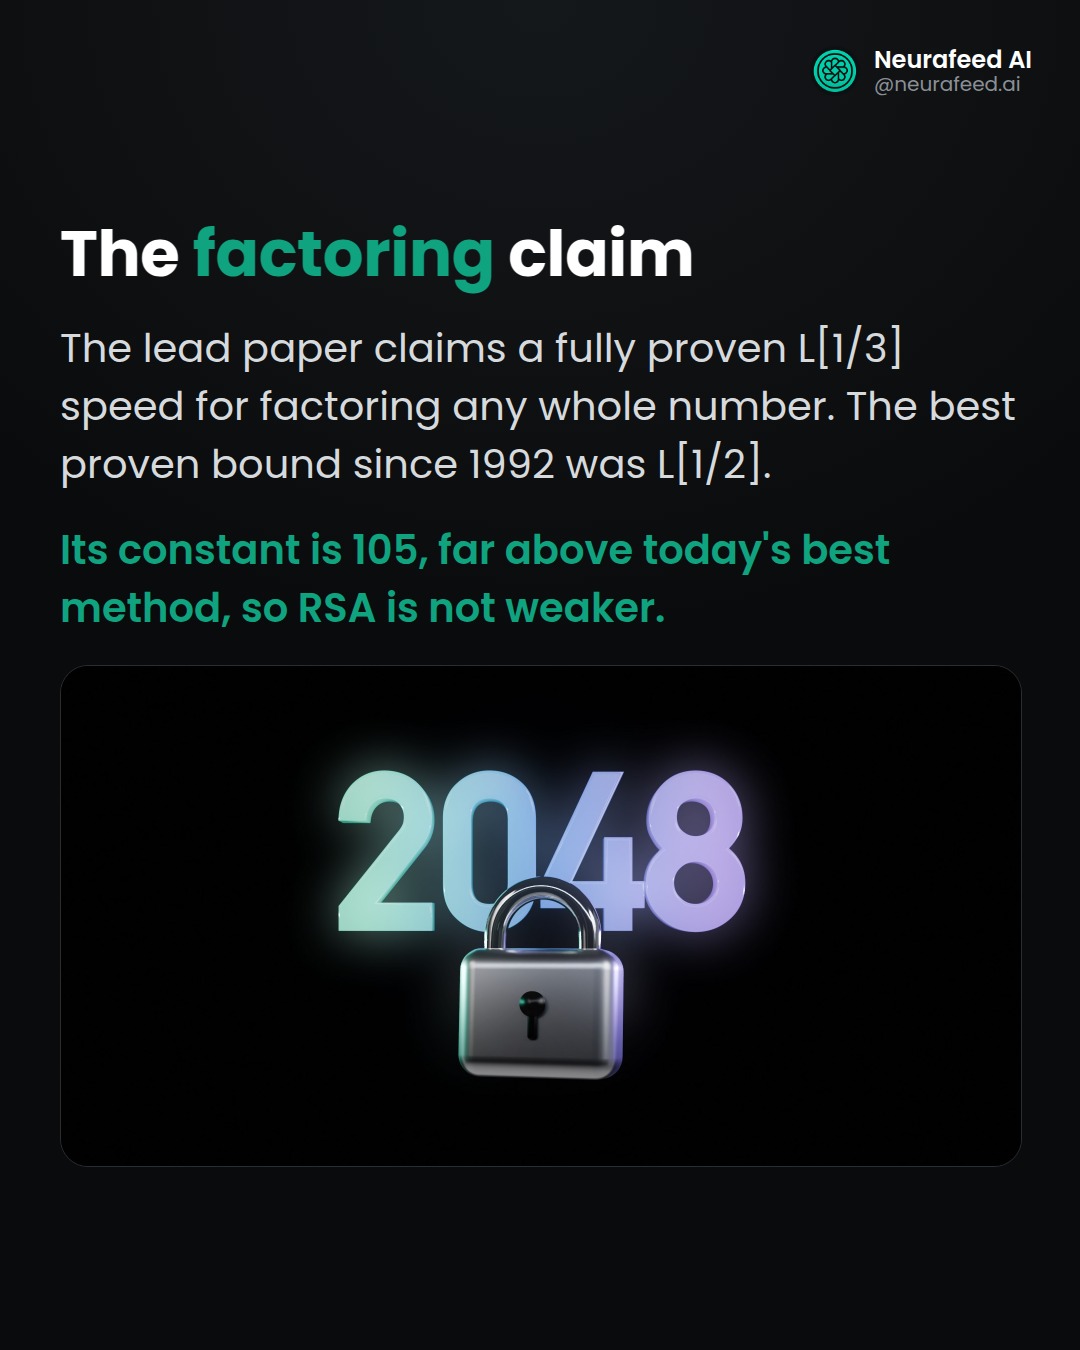 Neurafeed AI
@neurafeed.ai
The factoring claim
The lead paper claims a fully proven L[1/3]
speed for factoring any whole number. The best
proven bound since 1992 was L[1/2].
Its constant is 105, far above today's best
method, so RSA is not weaker.
2048